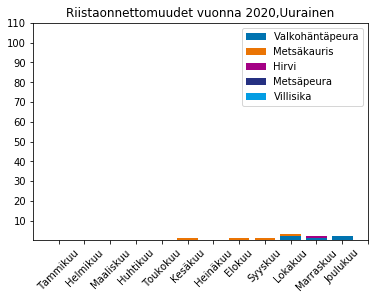 Riistaonnettomuudet vuonna 2020,Uurainen
110
100
90
80
70
60
50
40
30
20
10
Valkohäntäpeura
Metsäkauris
Hirvi
Metsäpeura
Villisika
Tammikuu
Helmikuu
Maaliskuu
Huhtikuu
Toukokuu
Kesäkuu
Heinäkuu
Elokuu
Syyskuu
Lokakuu
Marraskuu
Joulukuu